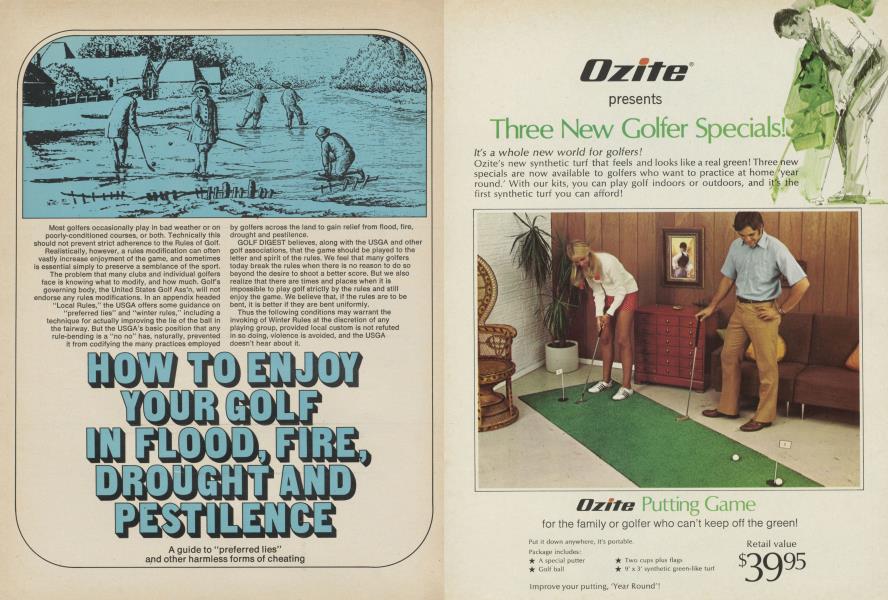 Most golfers occasionally play in bad weather or on
poorly-conditioned courses, or both. Technically this
should not prevent strict adherence to the Rules of Golf.
Realistically, however, a rules modification can often
vastly increase enjoyment of the game, and sometimes
is essential simply to preserve a semblance of the sport.
The problem that many clubs and individual golfers
face is knowing what to modify, and how much. Golf's
governing body, the United States Golf Ass'n, will not
endorse any rules modifications. In an appendix headed
"Local Rules," the USGA offers some guidance on
"preferred lies" and "winter rules," including a
technique for actually improving the lie of the ball in
the fairway. But the USGA's basic position that any
rule-bending is a "no no" has, naturally, prevented
it from codifying the many practices employed
by golfers across the land to gain relief from flood, fire,
drought and pestilence.
GOLF DIGEST believes, along with the USGA and other
golf associations, that the game should be played to the
letter and spirit of the rules. We feel that many golfers
today break the rules when there is no reason to do so
beyond the desire to shoot a better score. But we also
realize that there are times and places when it is
impossible to play golf strictly by the rules and still
enjoy the game. We believe that, if the rules are to be
bent, it is better if they are bent uniformly.
Thus the following conditions may warrant the
invoking of Winter Rules at the discretion of any
playing group, provided local custom is not refuted
in so doing, violence is avoided, and the USGA
doesn't hear about it.
HOW TO ENJOY
YOUR GOLF
IN FLOOD, FIRE,
DROUGHT AND
PESTILENCE
A guide to "preferred lies"
and other harmless forms of cheating
Ozite®
presents
Three New Golfer Specials!
It's a whole new world for golfers!
Ozite's new synthetic turf that feels and looks like a real green! Three new
specials are now available to golfers who want to practice at home 'year
round.' With our kits, you can play golf indoors or outdoors, and it's the
first synthetic turf you can afford!
1
Ozite Putting Game
for the family or golfer who can't keep off the green!
Put it down anywhere, it's portable.
Package includes:
★ A special putter
★ Golf ball
★ Two cups plus flags
★ 9' x 3' synthetic green-like turf
Retail value
$39.95
Improve your putting, 'Year Round'!